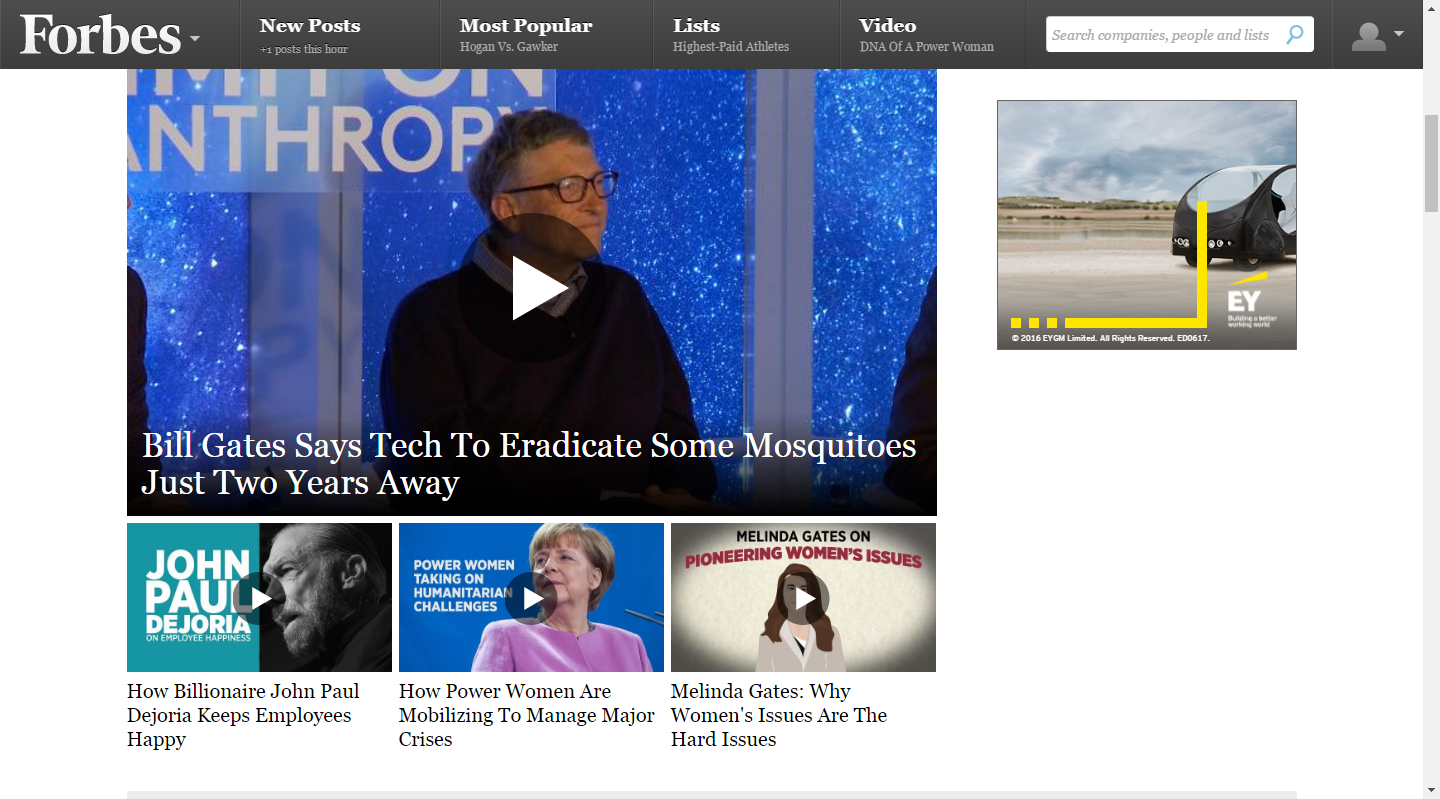 Forbes
New Posts
+1 posts this hour
Most Popular
Hogan Vs. Gawker
Lists
Highest-Paid Athletes
Video
DNA Of A Power Woman
Search companies, people and lists
ANTHROPY
Bill Gates Says Tech To Eradicate Some Mosquitoes
Just Two Years Away
EY
Building a better
working world
© 2016 EYGM Limited. All Rights Reserved. ED0617.
JOHN
PAUL
DEJORIA
ON EMPLOYEE HAPPINESS
POWER WOMEN
TAKING ON
HUMANITARIAN
CHALLENGES
MELINDA GATES ON
PIONEERING WOMEN'S ISSUES
How Billionaire John Paul
Dejoria Keeps Employees
Happy
How Power Women Are
Mobilizing To Manage Major
Crises
Melinda Gates: Why
Women's Issues Are The
Hard Issues